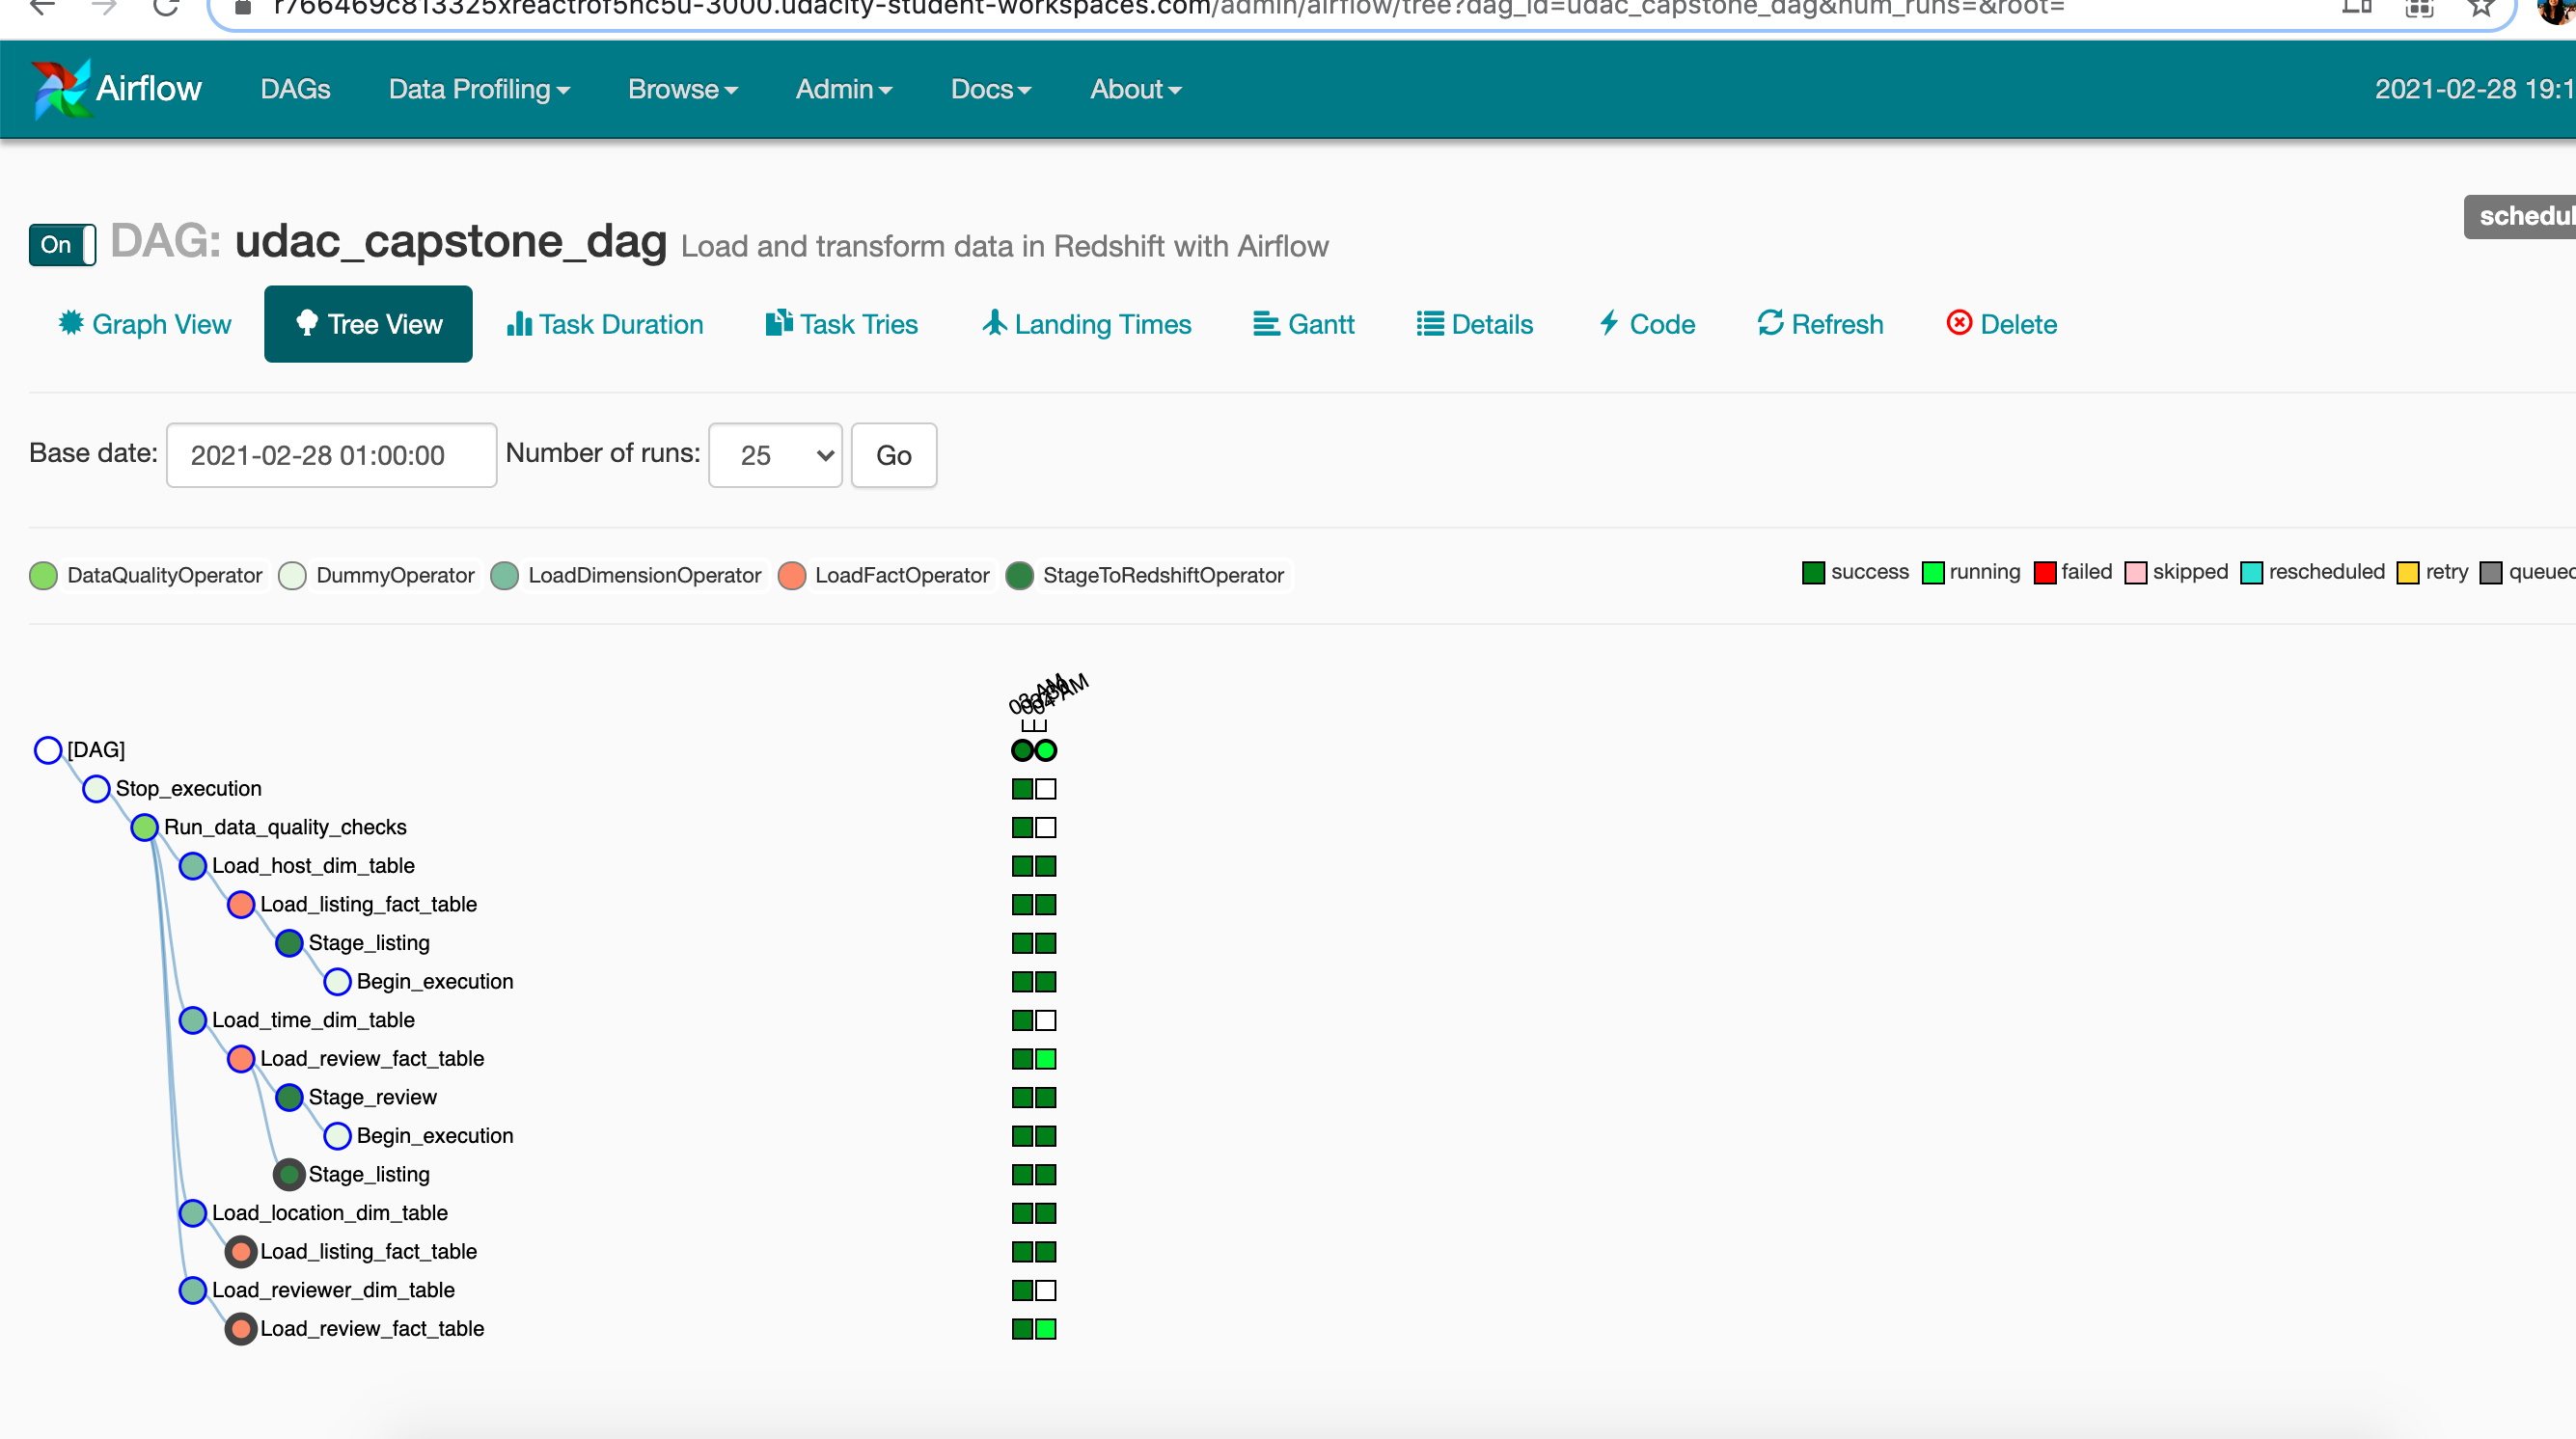 r766469c813325xreactrof5nc5u-3000.udacity-student-workspaces.com/admin/airflow/tree?dag_id=udac_capstone_dag&num_runs=&root=
Airflow DAGs Data Profiling Browse Admin Docs About 2021-02-28 19:1
On DAG: udac_capstone_dag Load and transform data in Redshift with Airflow schedul
Graph View Tree View Task Duration Task Tries Landing Times Gantt Details Code Refresh Delete
Base date: 2021-02-28 01:00:00 Number of runs: 25 Go
DataQualityOperator DummyOperator LoadDimensionOperator LoadFactOperator StageToRedshiftOperator success running failed skipped rescheduled retry queued
[DAG]
Stop_execution
Run_data_quality_checks
Load_host_dim_table
Load_listing_fact_table
Stage_listing
Begin_execution
Load_time_dim_table
Load_review_fact_table
Stage_review
Begin_execution
Stage_listing
Load_location_dim_table
Load_listing_fact_table
Load_reviewer_dim_table
Load_review_fact_table